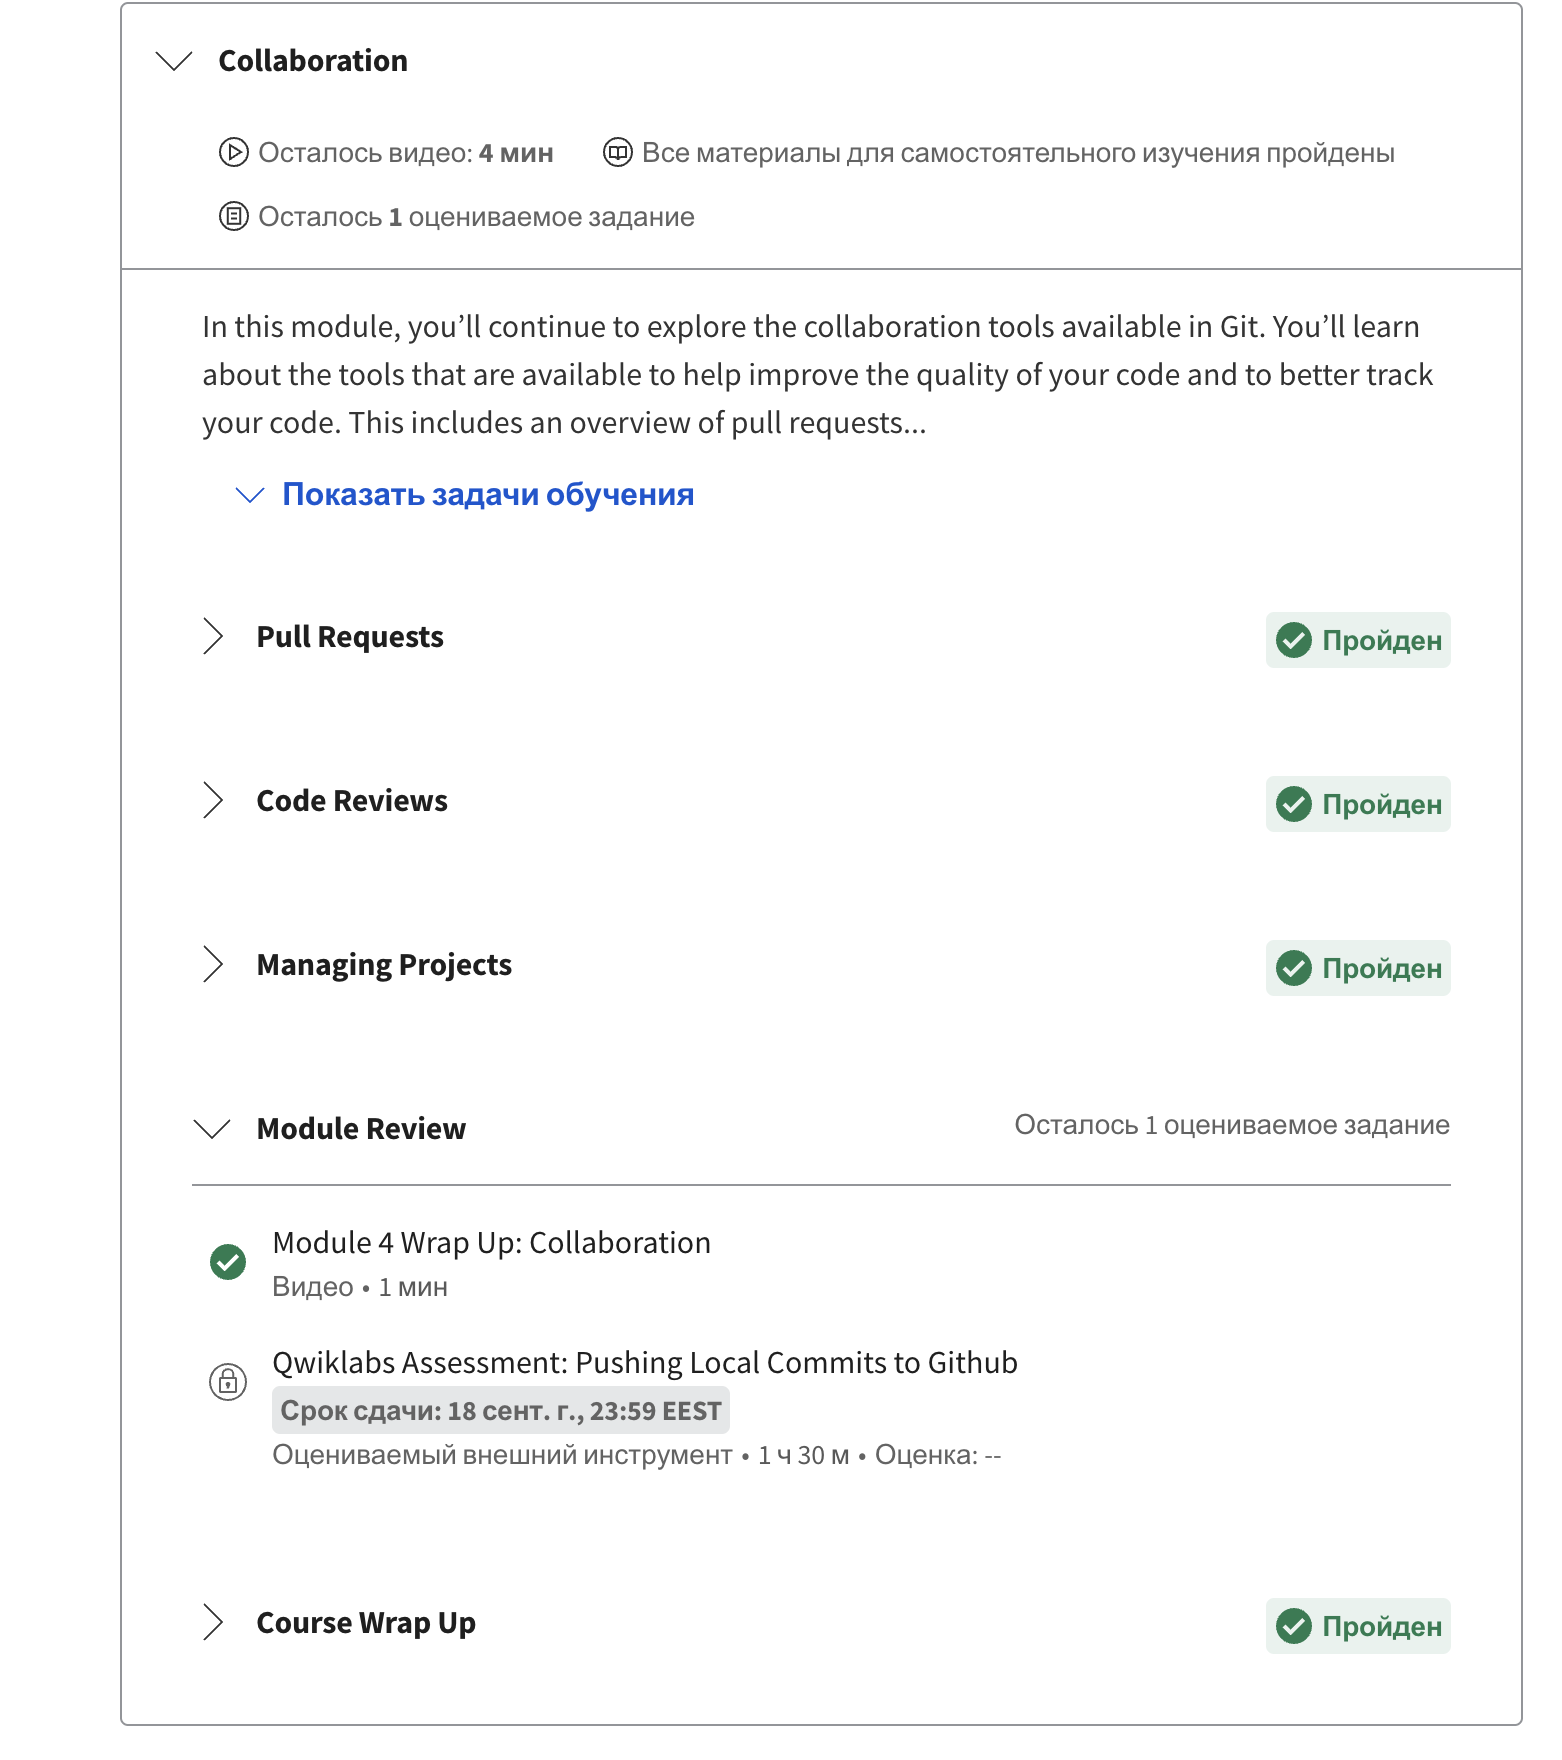 Collaboration
Осталось видео: 4 мин
Все материалы для самостоятельного изучения пройдены
Осталось 1 оцениваемое задание
In this module, you’ll continue to explore the collaboration tools available in Git. You’ll learn
about the tools that are available to help improve the quality of your code and to better track
your code. This includes an overview of pull requests...
Показать задачи обучения
Pull Requests
Пройден
Code Reviews
Пройден
Managing Projects
Пройден
Module Review
Осталось 1 оцениваемое задание
Module 4 Wrap Up: Collaboration
Видео • 1 мин
Qwiklabs Assessment: Pushing Local Commits to Github
Срок сдачи: 18 сент. г., 23:59 EEST
Оцениваемый внешний инструмент • 1 ч 30 м • Оценка: --
Course Wrap Up
Пройден